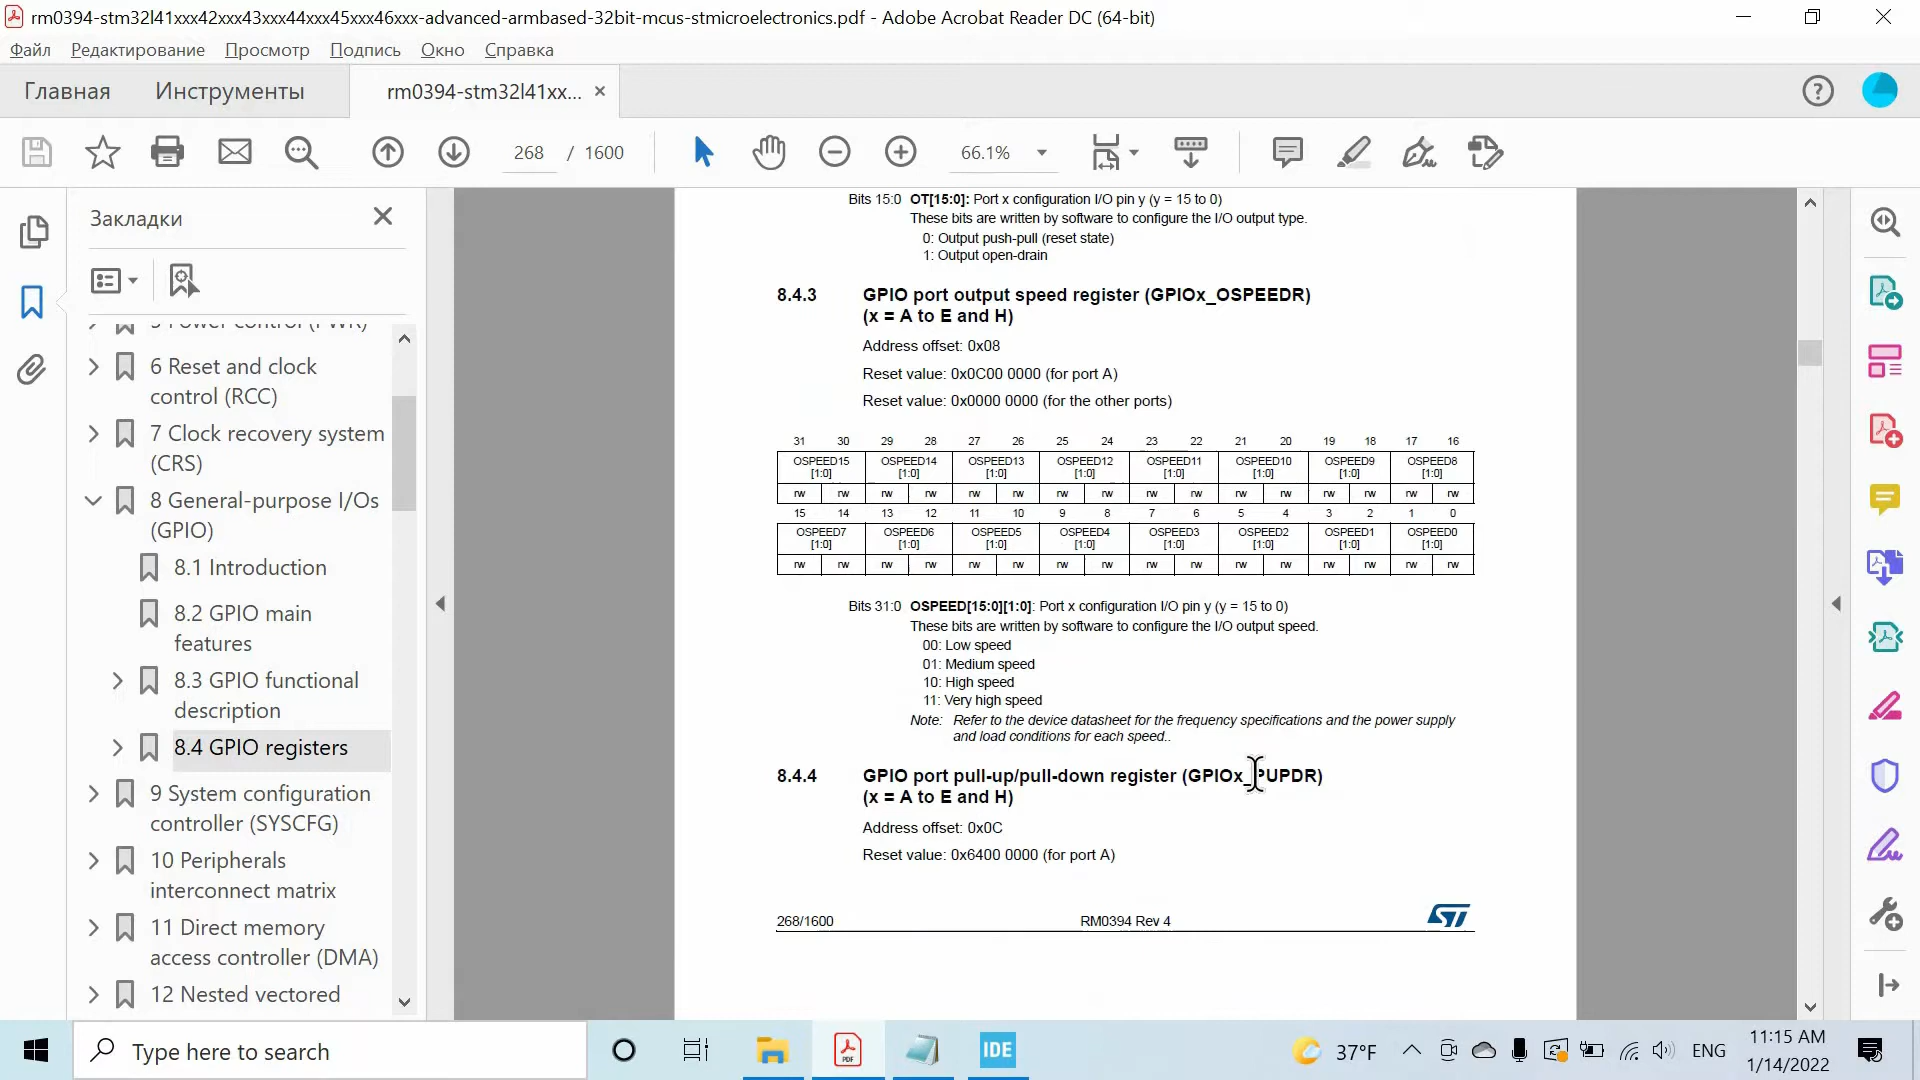 rm0394-stm32l41xxx42xxx43xxx44xxx45xxx46xxx-advanced-armbased-32bit-mcus-stmicroelectronics.pdf - Adobe Acrobat Reader DC (64-bit)
Файл Редактирование Просмотр Подпись Окно Справка
Главная Инструменты rm0394-stm32l41xx... ×
268 / 1600 66.1%
Закладки
5 Power control (PWR)
6 Reset and clock
control (RCC)
7 Clock recovery system
(CRS)
8 General-purpose I/Os
(GPIO)
8.1 Introduction
8.2 GPIO main
features
8.3 GPIO functional
description
8.4 GPIO registers
9 System configuration
controller (SYSCFG)
10 Peripherals
interconnect matrix
11 Direct memory
access controller (DMA)
12 Nested vectored
Bits 15:0 OT[15:0]: Port x configuration I/O pin y (y = 15 to 0)
These bits are written by software to configure the I/O output type.
0: Output push-pull (reset state)
1: Output open-drain
8.4.3 GPIO port output speed register (GPIOx_OSPEEDR)
(x = A to E and H)
Address offset: 0x08
Reset value: 0x0C00 0000 (for port A)
Reset value: 0x0000 0000 (for the other ports)
31 30 29 28 27 26 25 24 23 22 21 20 19 18 17 16
OSPEED15 OSPEED14 OSPEED13 OSPEED12 OSPEED11 OSPEED10 OSPEED9 OSPEED8
[1:0] [1:0] [1:0] [1:0] [1:0] [1:0] [1:0] [1:0]
rw rw rw rw rw rw rw rw rw rw rw rw rw rw rw rw
15 14 13 12 11 10 9 8 7 6 5 4 3 2 1 0
OSPEED7 OSPEED6 OSPEED5 OSPEED4 OSPEED3 OSPEED2 OSPEED1 OSPEED0
[1:0] [1:0] [1:0] [1:0] [1:0] [1:0] [1:0] [1:0]
rw rw rw rw rw rw rw rw rw rw rw rw rw rw rw rw
Bits 31:0 OSPEED[15:0][1:0]: Port x configuration I/O pin y (y = 15 to 0)
These bits are written by software to configure the I/O output speed.
00: Low speed
01: Medium speed
10: High speed
11: Very high speed
Note: Refer to the device datasheet for the frequency specifications and the power supply
and load conditions for each speed..
8.4.4 GPIO port pull-up/pull-down register (GPIOx_PUPDR)
(x = A to E and H)
Address offset: 0x0C
Reset value: 0x6400 0000 (for port A)
268/1600 RM0394 Rev 4 ST
Type here to search
PDF
IDE
37°F
ENG
11:15 AM
1/14/2022